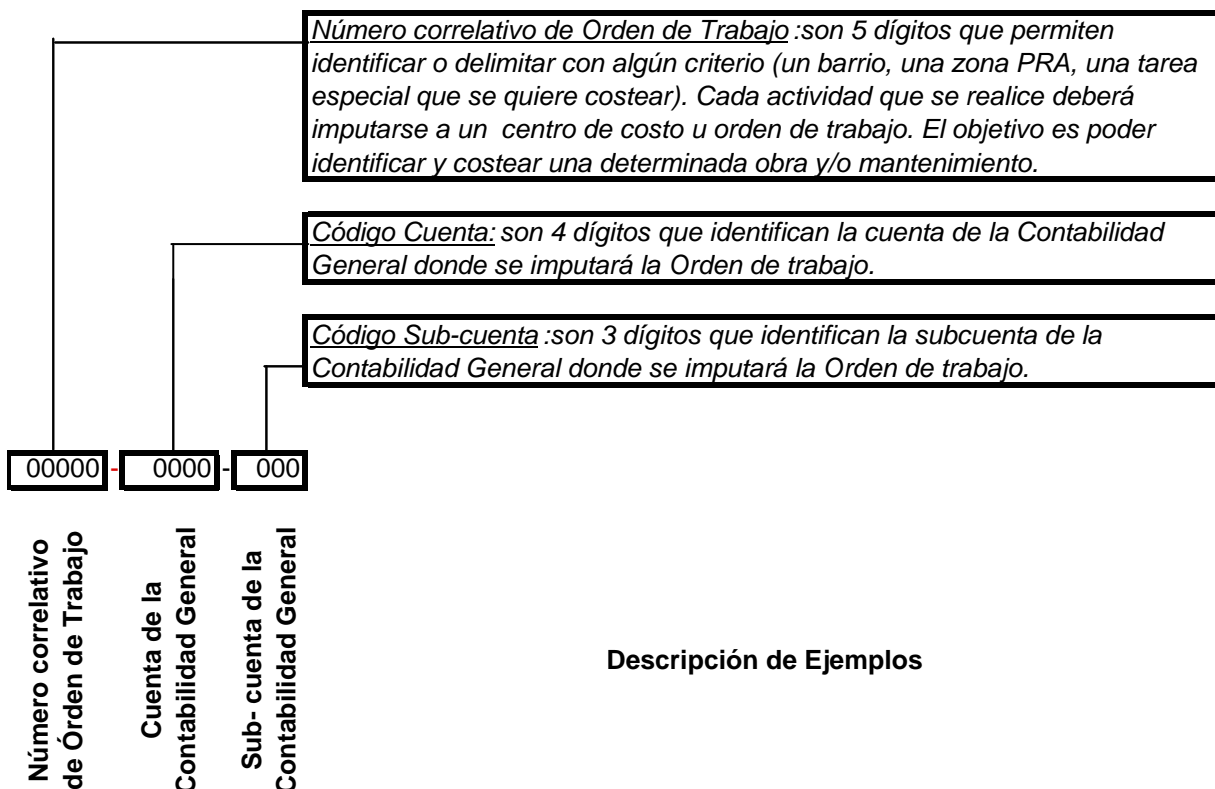 Número correlativo de Orden de Trabajo :son 5 dígitos que permiten
identificar o delimitar con algún criterio (un barrio, una zona PRA, una tarea
especial que se quiere costear). Cada actividad que se realice deberá
imputarse a un centro de costo u orden de trabajo. El objetivo es poder
identificar y costear una determinada obra y/o mantenimiento.
Código Cuenta: son 4 dígitos que identifican la cuenta de la Contabilidad
General donde se imputará la Orden de trabajo.
Código Sub-cuenta :son 3 dígitos que identifican la subcuenta de la
Contabilidad General donde se imputará la Orden de trabajo.
00000 - 0000 - 000
Número correlativo
de Órden de Trabajo
Cuenta de la
Contabilidad General
Sub- cuenta de la
Contabilidad General
Descripción de Ejemplos